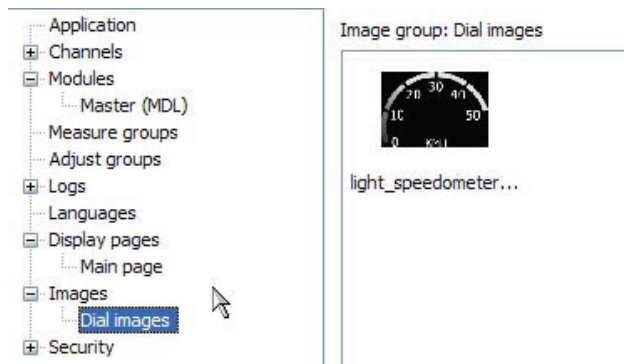 Application
Channels
Modules
Master (MDL)
Measure groups
Adjust groups
Logs
Languages
Display pages
Main page
Images
Dial images
Security
Image group: Dial images
0
10
20
30
40
50
light_speedometer...